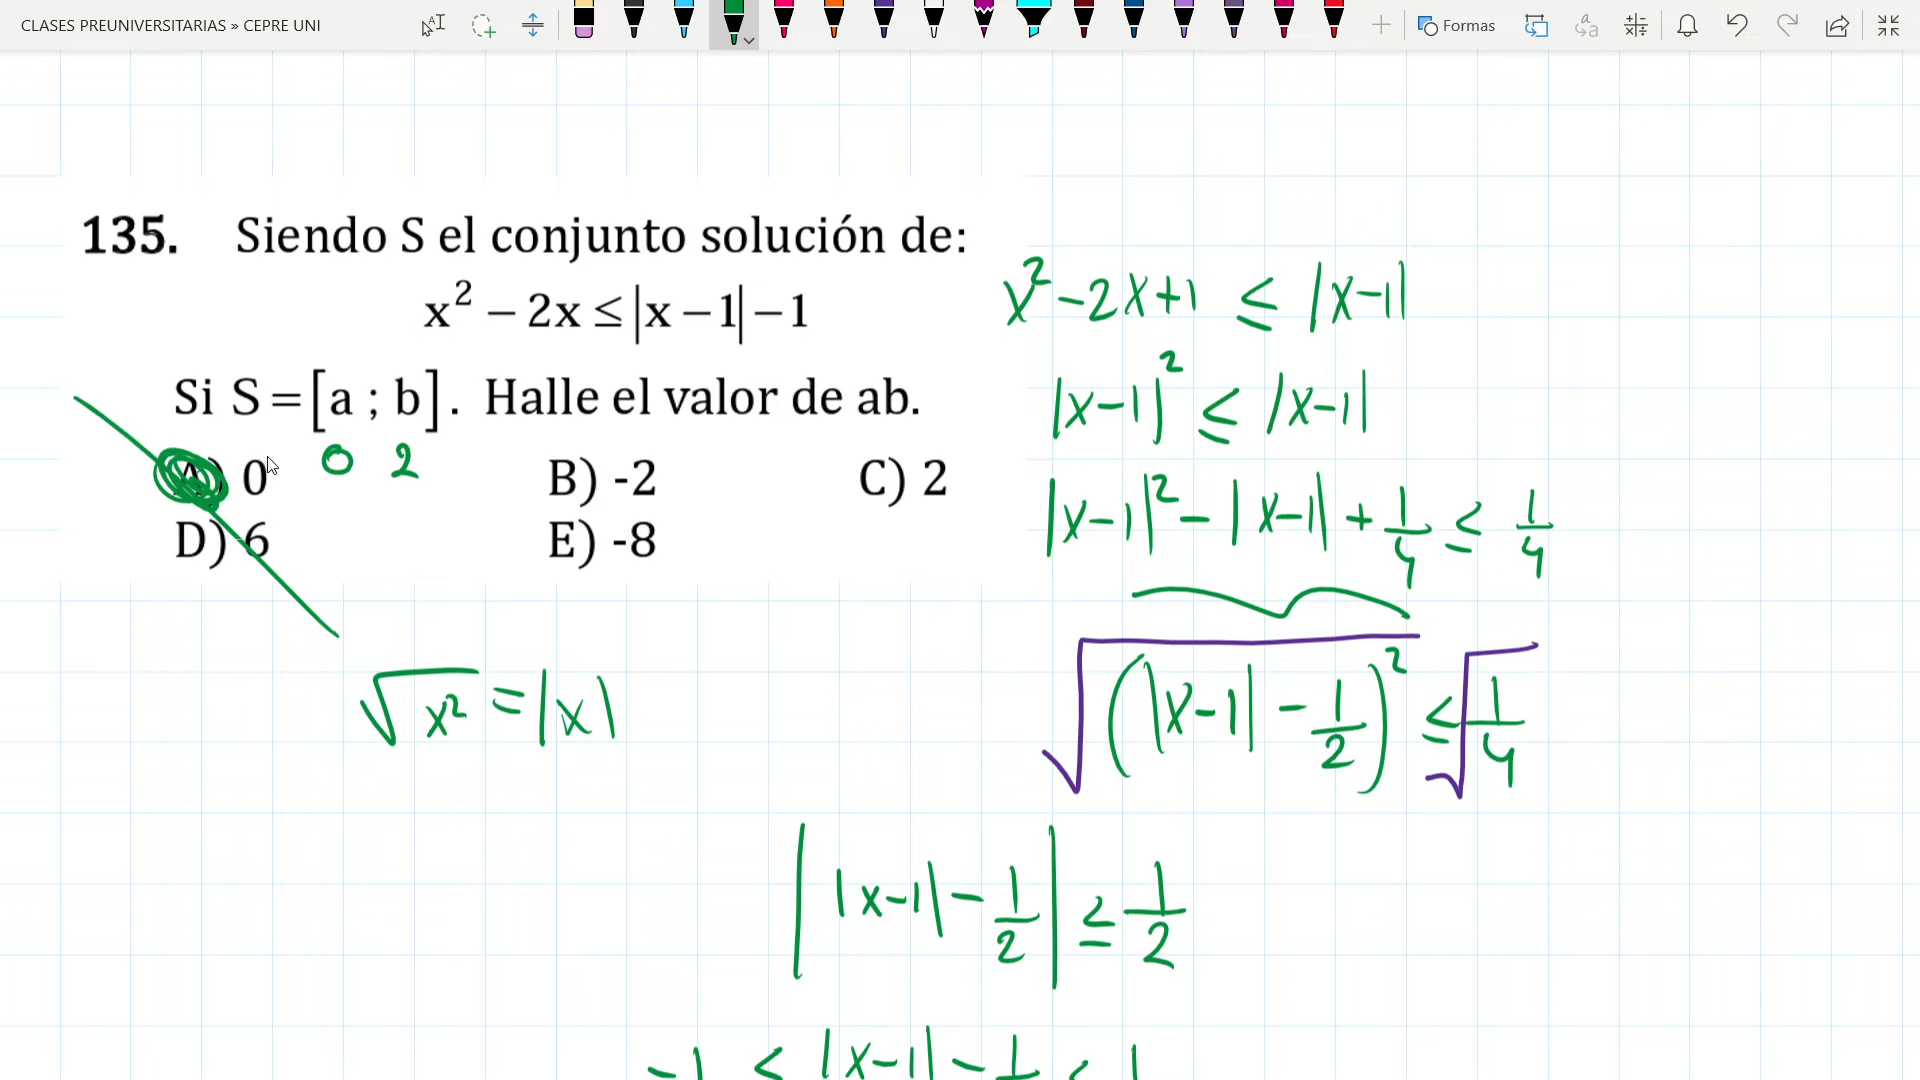 CLASES PREUNIVERSITARIAS » CEPRE UNI
Formas
135. Siendo S el conjunto solución de:
x² − 2x ≤ |x − 1| − 1
Si S = [a ; b]. Halle el valor de ab.
0 2
A) 0 B) -2 C) 2
D) 6 E) -8
√x² = |x|
x² − 2x + 1 ≤ |x−1|
|x−1|² ≤ |x−1|
|x−1|² − |x−1| + 1/4 ≤ 1/4
√(|x−1| − 1/2)² ≤ √1/4
||x−1| − 1/2| ≤ 1/2